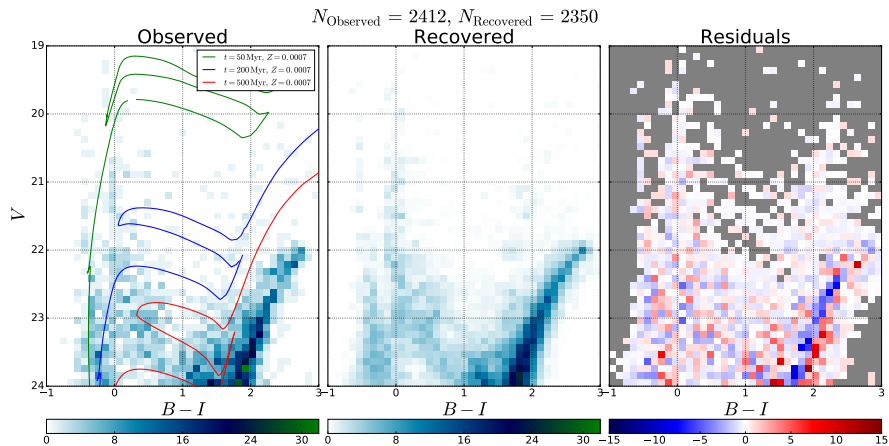 N_Observed = 2412, N_Recovered = 2350
Observed Recovered Residuals
t = 50 Myr, Z = 0.0007
t = 200 Myr, Z = 0.0007
t = 500 Myr, Z = 0.0007
19
20
21
22
23
24
V
−1 0 1 2 3 −1 0 1 2 3 −1 0 1 2 3
B − I B − I B − I
0 8 16 24 32 0 8 16 24 32 −15 −10 −5 0 5 10 15